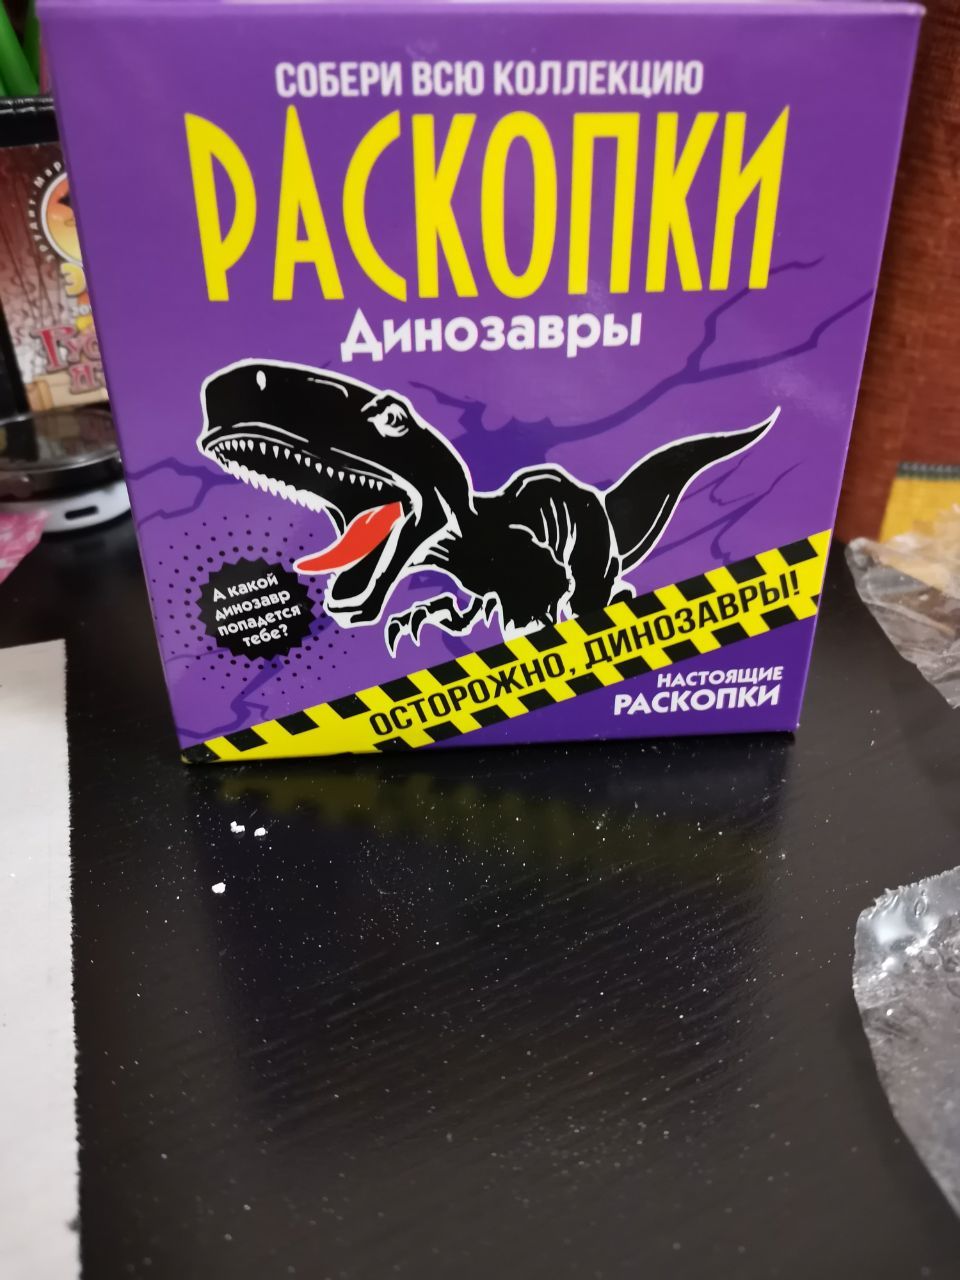 СОБЕРИ ВСЮ КОЛЛЕКЦИЮ
РАСКОПКИ
Динозавры
А какой
динозавр
попадется
тебе?
ОСТОРОЖНО, ДИНОЗАВРЫ!
НАСТОЯЩИЕ
РАСКОПКИ